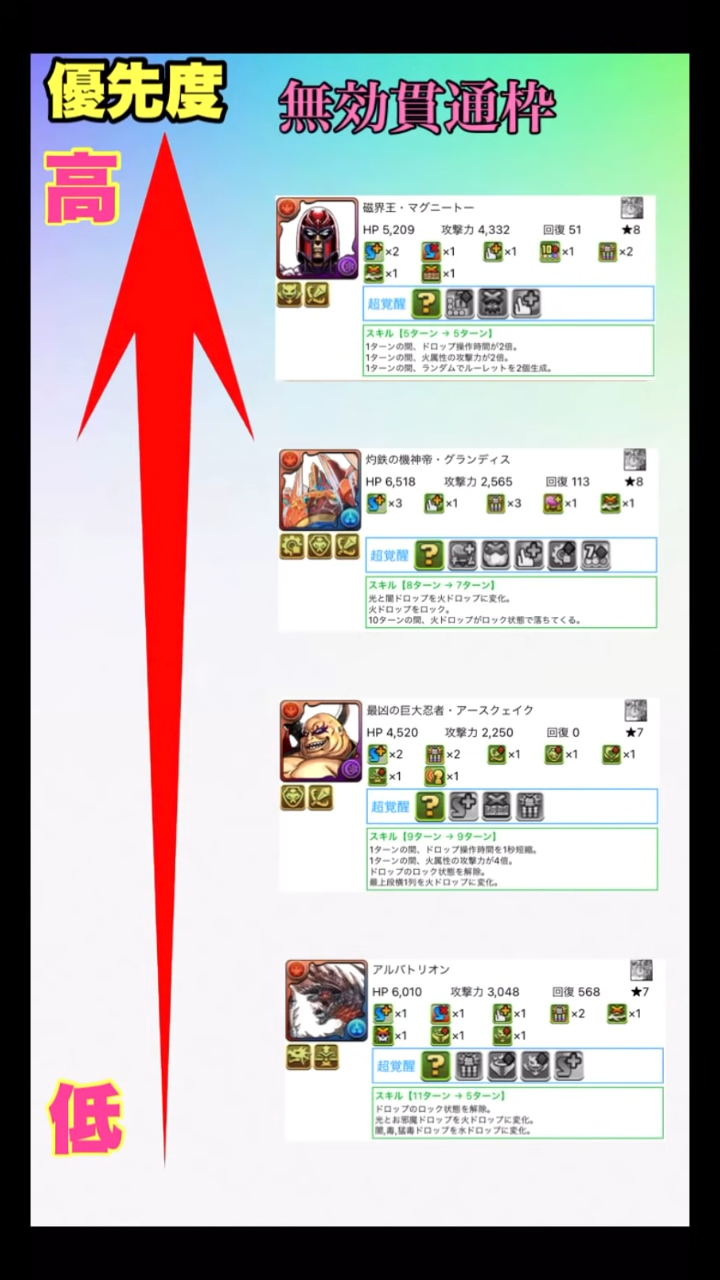 優先度
無効貫通枠
高
磁界王・マグニートー
HP 5,209 攻撃力 4,332 回復 51 ★8
×2 ×1 ×1 ×1 ×2
×1 ×1
超覚醒 ?
スキル【5ターン → 5ターン】
1ターンの間、ドロップ操作時間が2倍。
1ターンの間、火属性の攻撃力が2倍。
1ターンの間、ランダムでルーレットを2個生成。
灼鉄の機神帝・グランディス
HP 6,518 攻撃力 2,565 回復 113 ★8
×3 ×1 ×3 ×1 ×1
超覚醒 ?
スキル【8ターン → 7ターン】
光と闇ドロップを火ドロップに変化。
火ドロップをロック。
10ターンの間、火ドロップがロック状態で落ちてくる。
最凶の巨大忍者・アースクェイク
HP 4,520 攻撃力 2,250 回復 0 ★7
×2 ×2 ×1 ×1 ×1
×1 ×1
超覚醒 ?
スキル【9ターン → 9ターン】
1ターンの間、ドロップ操作時間を1秒短縮。
1ターンの間、火属性の攻撃力が4倍。
ドロップのロック状態を解除。
最上段横1列を火ドロップに変化。
アルバトリオン
HP 6,010 攻撃力 3,048 回復 568 ★7
×1 ×1 ×1 ×2 ×1
×1 ×1 ×1
超覚醒 ?
スキル【11ターン → 5ターン】
ドロップのロック状態を解除。
光とお邪魔ドロップを火ドロップに変化。
闇,毒,猛毒ドロップを水ドロップに変化。
低